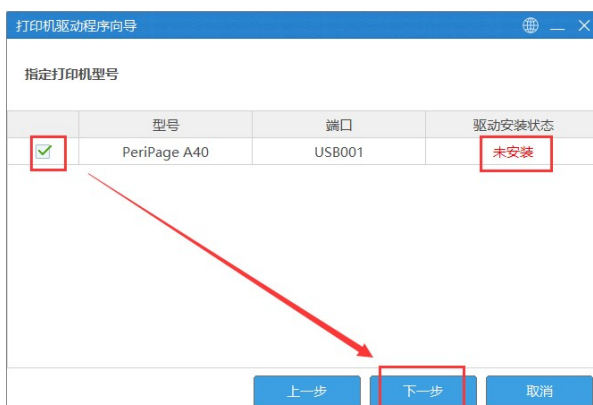 打印机驱动程序向导
指定打印机型号
型号 端口 驱动安装状态
PeriPage A40 USB001 未安装
上一步 下一步 取消